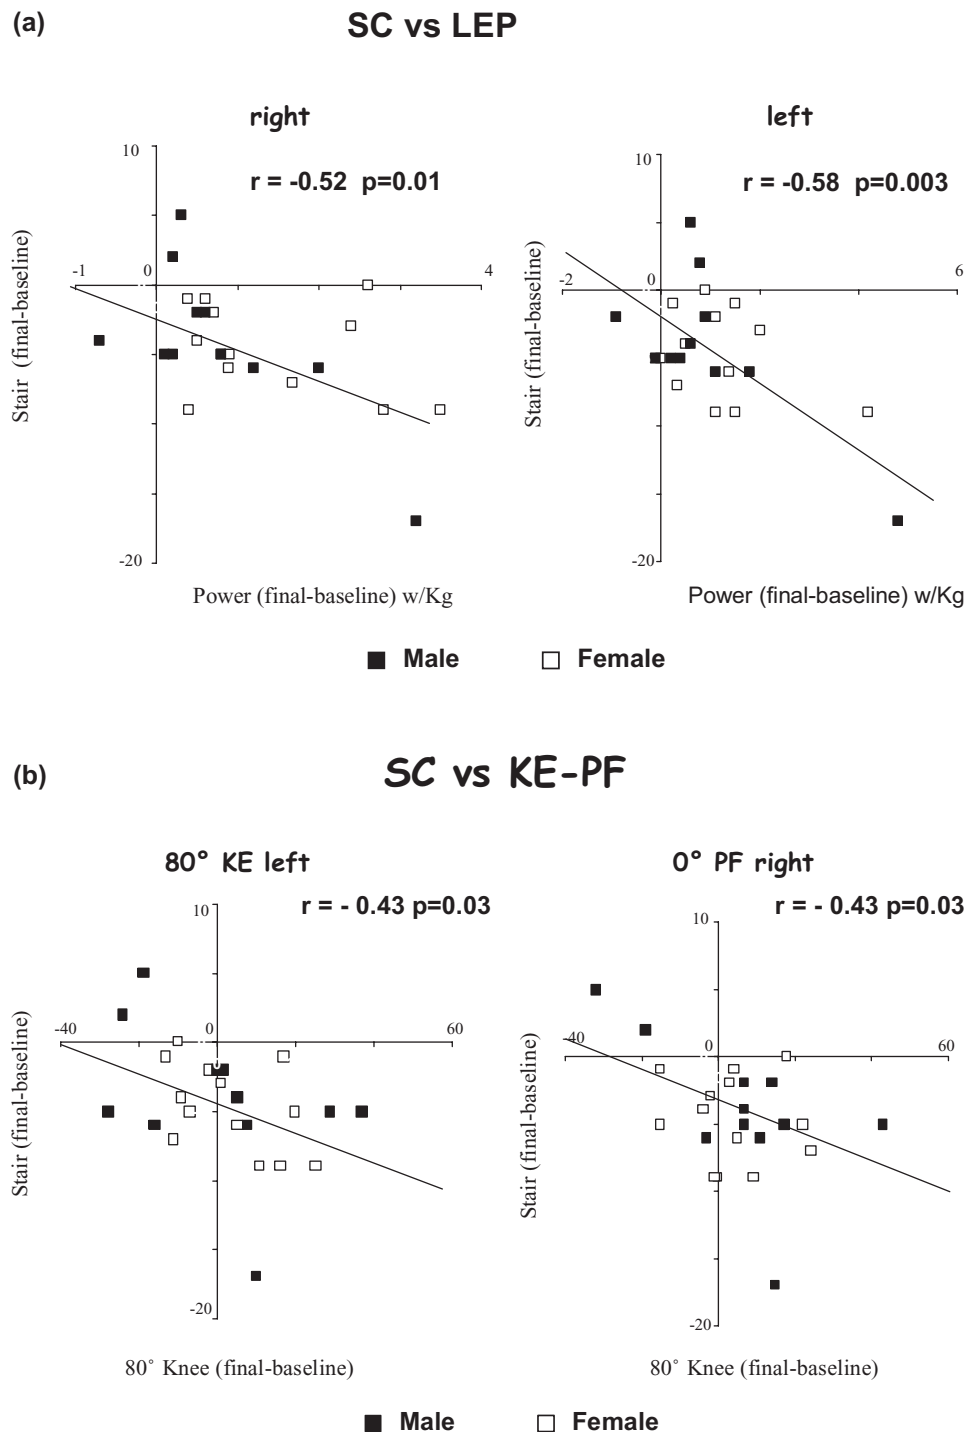 (a)
SC vs LEP
right
left
10
r = -0.52 p=0.01
10
r = -0.58 p=0.003
Stair (final-baseline)
-1
0
4
Stair (final-baseline)
-2
0
6
-20
-20
Power (final-baseline) w/Kg
Power (final-baseline) w/Kg
Male
Female
(b)
SC vs KE-PF
80° KE left
0° PF right
10
r = - 0.43 p=0.03
10
r = - 0.43 p=0.03
Stair (final-baseline)
-40
0
60
0
Stair (final-baseline)
-40
0
60
-20
-20
80° Knee (final-baseline)
80° Knee (final-baseline)
Male
Female